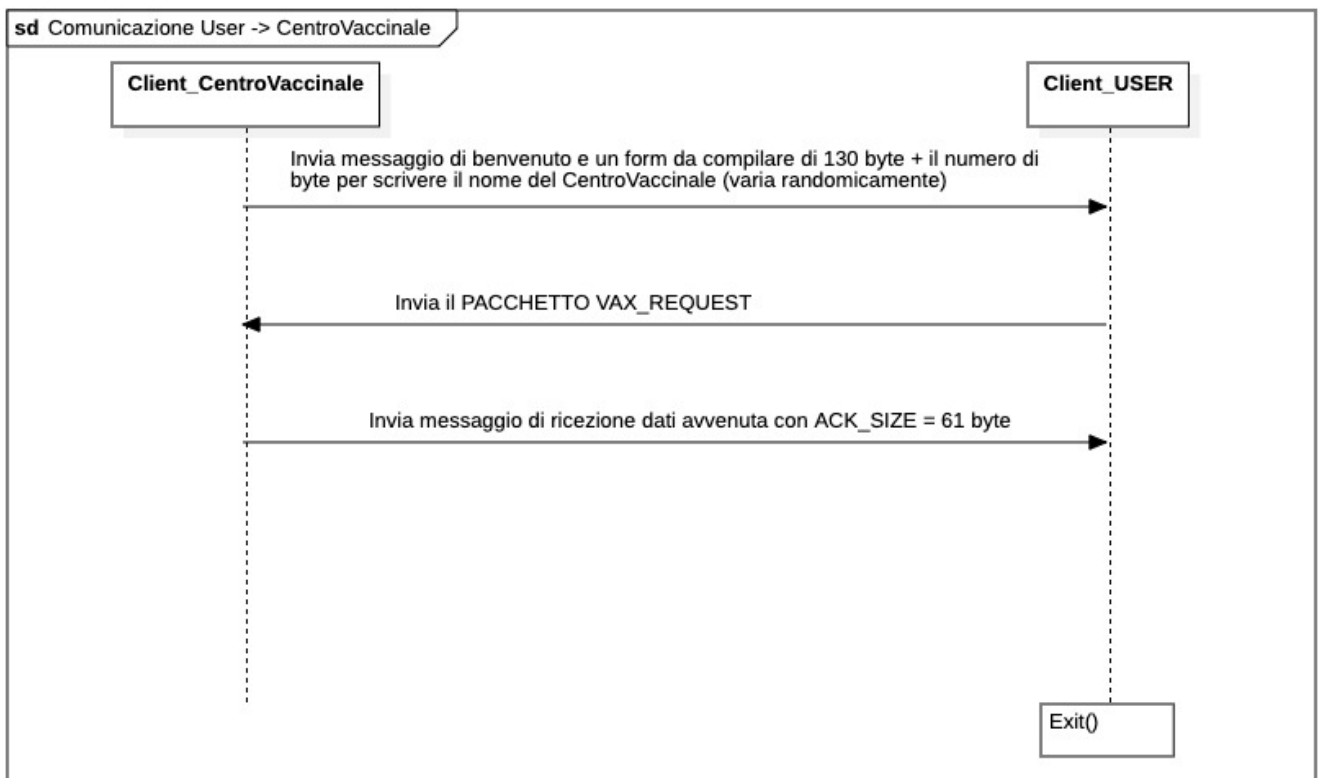 sd Comunicazione User -> CentroVaccinale
Client_CentroVaccinale
Client_USER
Invia messaggio di benvenuto e un form da compilare di 130 byte + il numero di
byte per scrivere il nome del CentroVaccinale (varia randomicamente)
Invia il PACCHETTO VAX_REQUEST
Invia messaggio di ricezione dati avvenuta con ACK_SIZE = 61 byte
Exit()